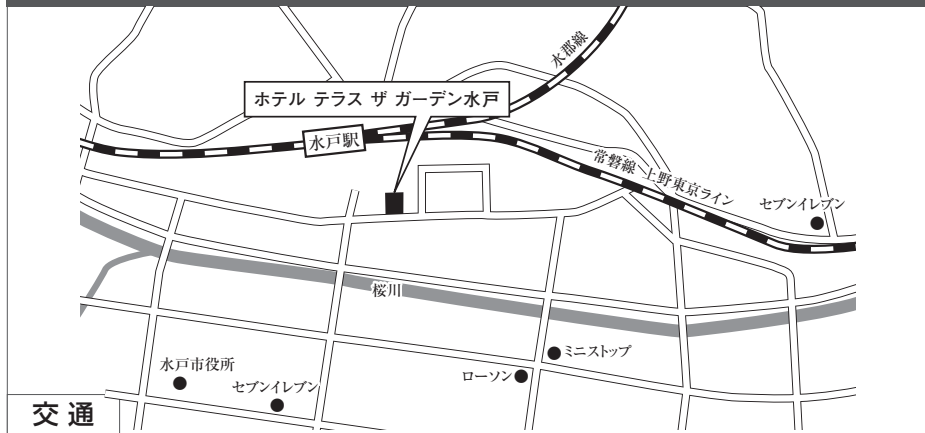 水郡線
ホテル テラス ザ ガーデン水戸
水戸駅
常磐線 上野東京ライン
セブンイレブン
桜川
ミニストップ
水戸市役所
ローソン
セブンイレブン
交通